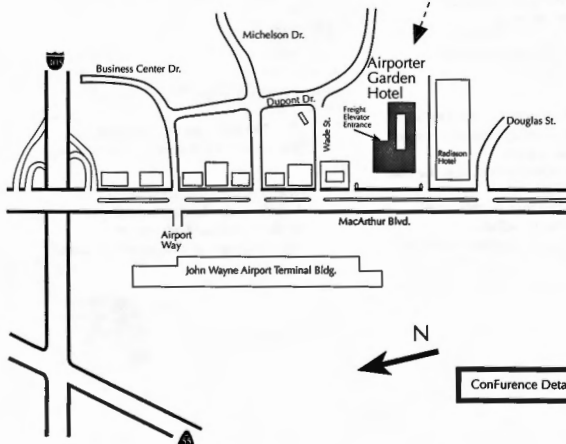 405
Michelson Dr.
Business Center Dr.
Airporter
Garden
Hotel
Dupont Dr.
Freight
Elevator
Entrance
Wade St.
Douglas St.
Radisson
Hotel
MacArthur Blvd.
Airport
Way
John Wayne Airport Terminal Bldg.
N
ConFurence Deta
55